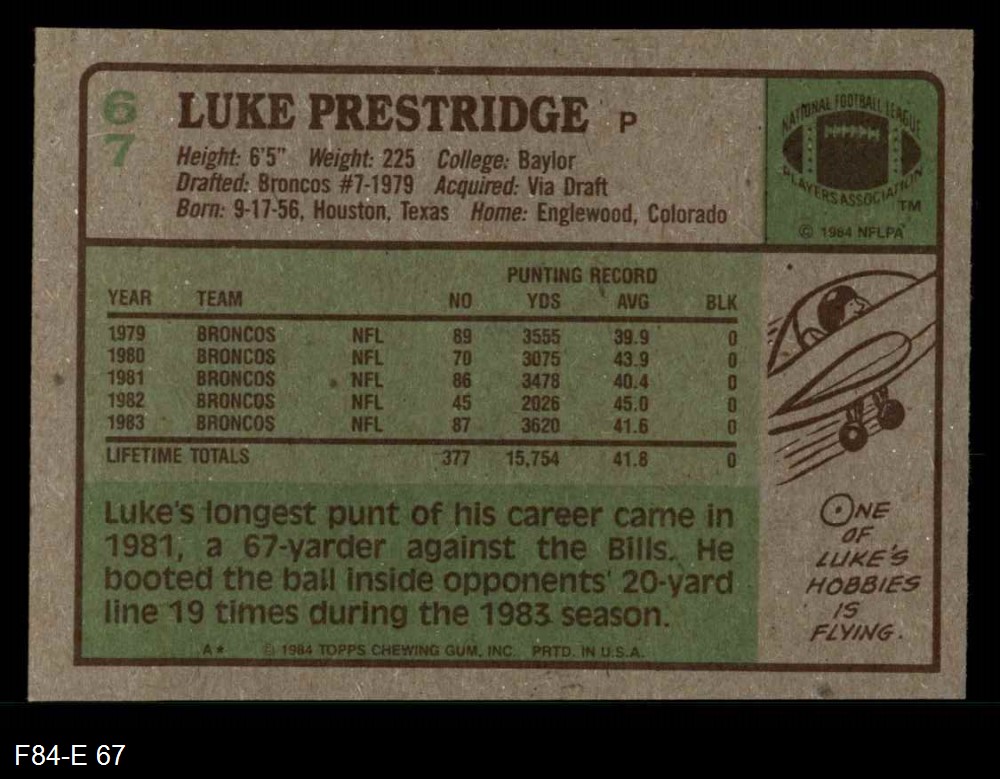 67
LUKE PRESTRIDGE P
Height: 6'5" Weight: 225 College: Baylor
Drafted: Broncos #7-1979 Acquired: Via Draft
Born: 9-17-56, Houston, Texas Home: Englewood, Colorado
NATIONAL FOOTBALL LEAGUE
PLAYERS ASSOCIATION
TM
© 1984 NFLPA
PUNTING RECORD
YEAR TEAM NO YDS AVG BLK
1979 BRONCOS NFL 89 3555 39.9 0
1980 BRONCOS NFL 70 3075 43.9 0
1981 BRONCOS NFL 86 3478 40.4 0
1982 BRONCOS NFL 45 2026 45.0 0
1983 BRONCOS NFL 87 3620 41.6 0
LIFETIME TOTALS 377 15,754 41.8 0
Luke's longest punt of his career came in
1981, a 67-yarder against the Bills. He
booted the ball inside opponents' 20-yard
line 19 times during the 1983 season.
A★ © 1984 TOPPS CHEWING GUM, INC. PRTD. IN U.S.A.
ONE
OF
LUKE'S
HOBBIES
IS
FLYING.
F84-E 67